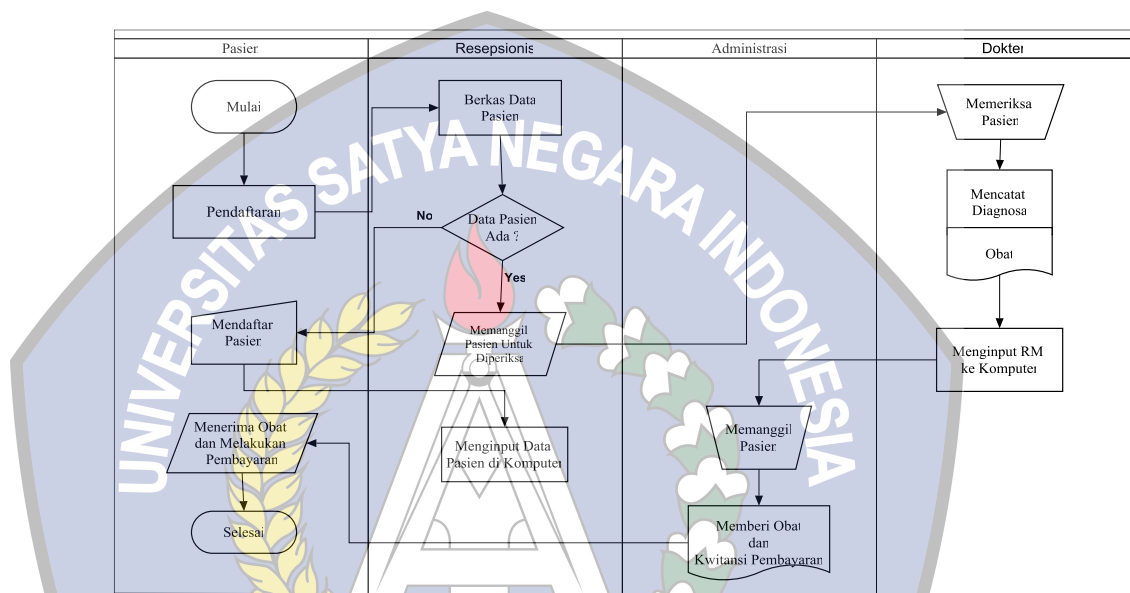 Pasien
Resepsionis
Administrasi
Dokter
Mulai
Berkas Data
Pasien
Memeriksa
Pasien
Pendaftaran
No
Data Pasien
Ada ?
Yes
Mencatat
Diagnosa
Obat
Mendaftar
Pasien
Memanggil
Pasien Untuk
Diperiksa
Menginput RM
ke Komputer
Menerima Obat
dan Melakukan
Pembayaran
Menginput Data
Pasien di Komputer
Memanggil
Pasien
Selesai
Memberi Obat
dan
Kwitansi Pembayaran
UNIVERSITAS SATYA NEGARA INDONESIA